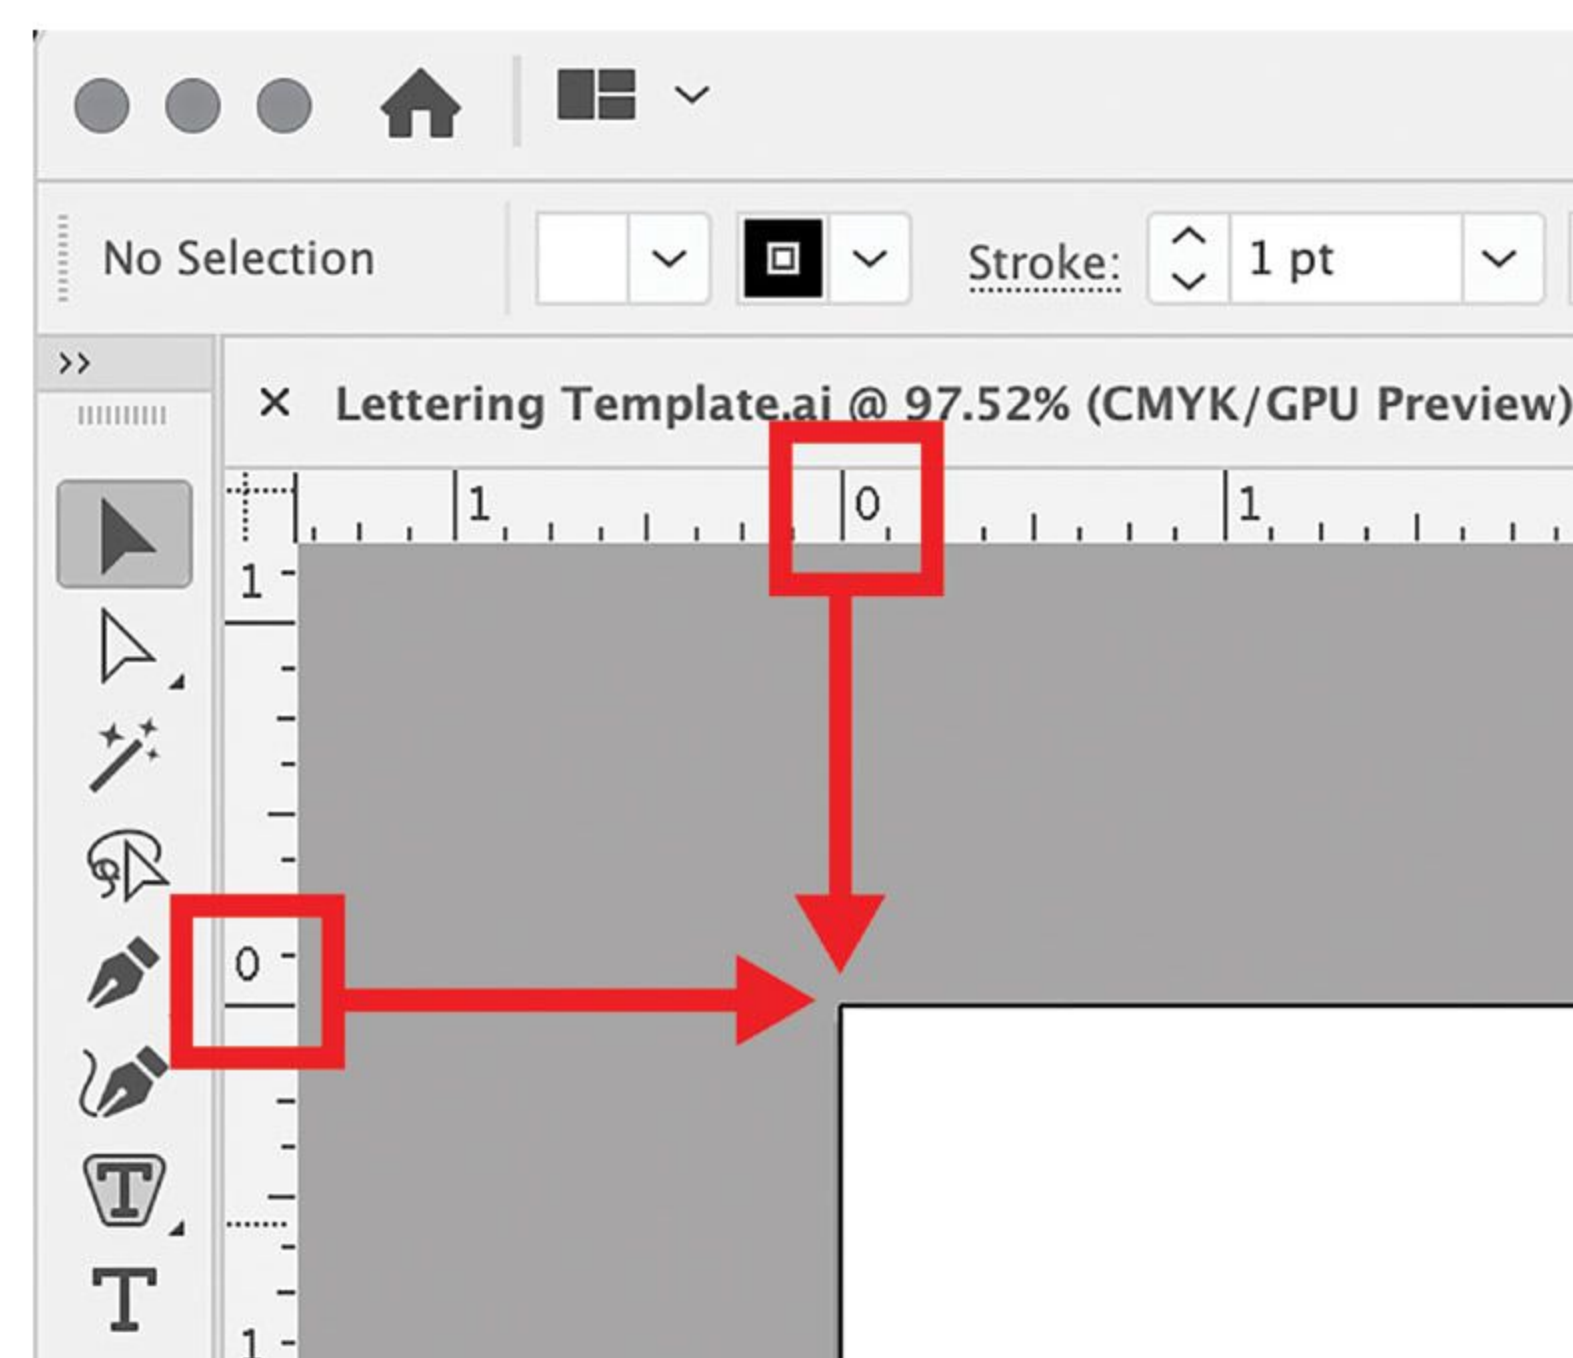 No Selection
Stroke: 1 pt
Lettering Template.ai @ 97.52% (CMYK/GPU Preview)
1 0 1
1
0
1